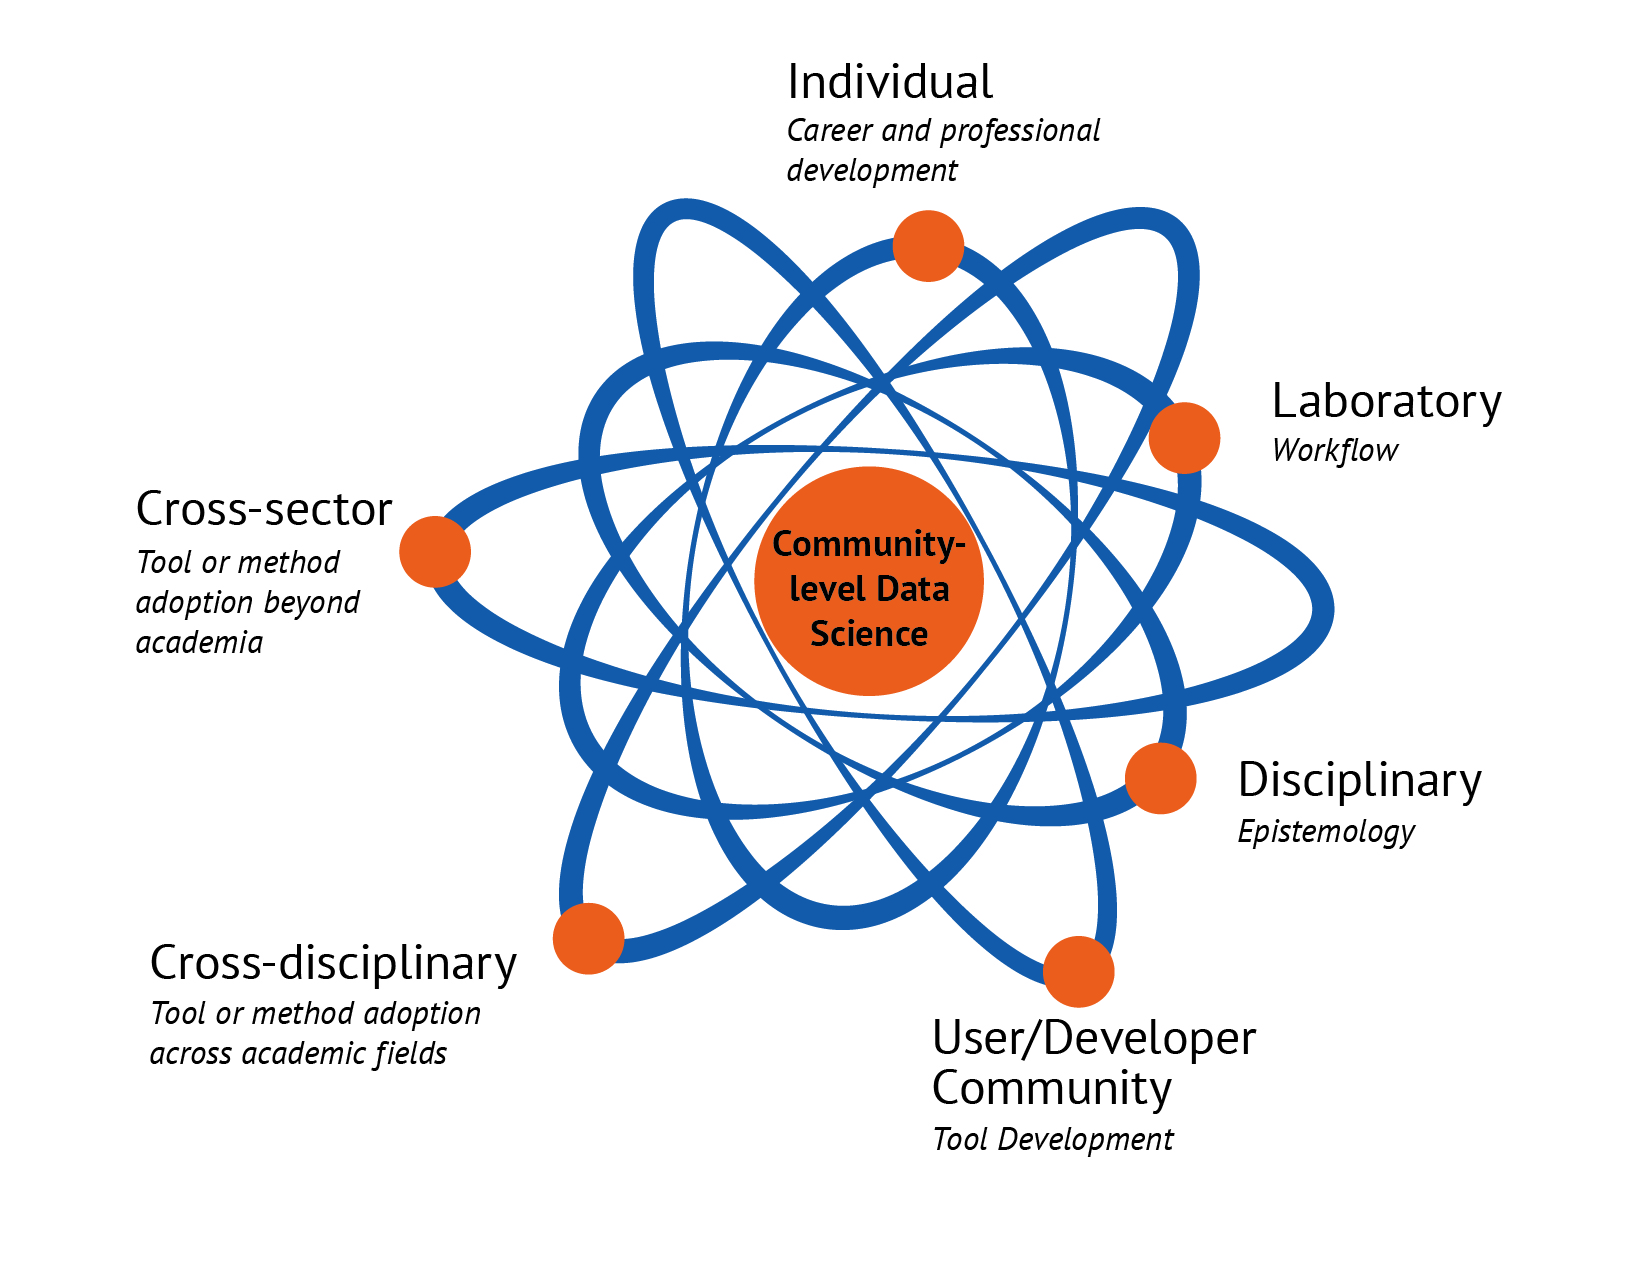 Individual
Career and professional
development
Laboratory
Workflow
Cross-sector
Tool or method
adoption beyond
academia
Community-
level Data
Science
Disciplinary
Epistemology
Cross-disciplinary
Tool or method adoption
across academic fields
User/Developer
Community
Tool Development